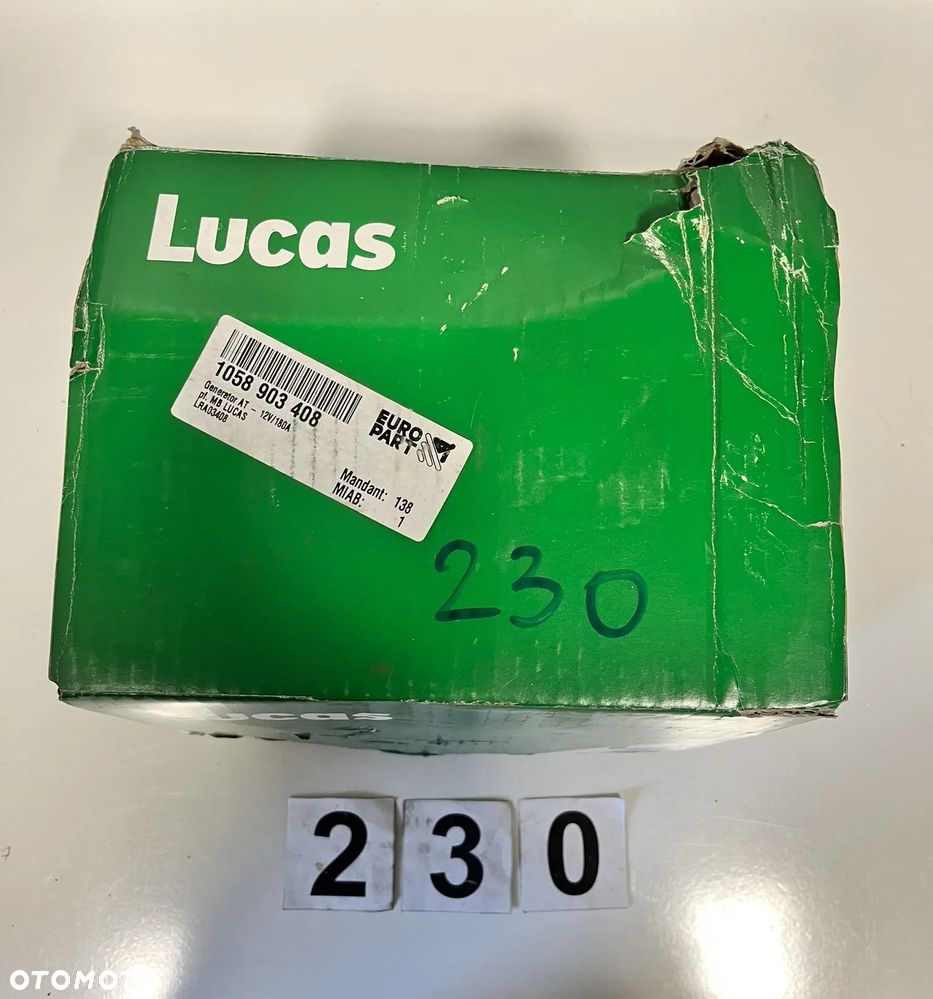 Lucas
1058 903 408
Generator AT - 12V/180A
pf. MB LUCAS
LRA03408
EURO
PART
Mandant: 138
MIAB: 1
230
Lucas
2 3 0
OTOMOTO